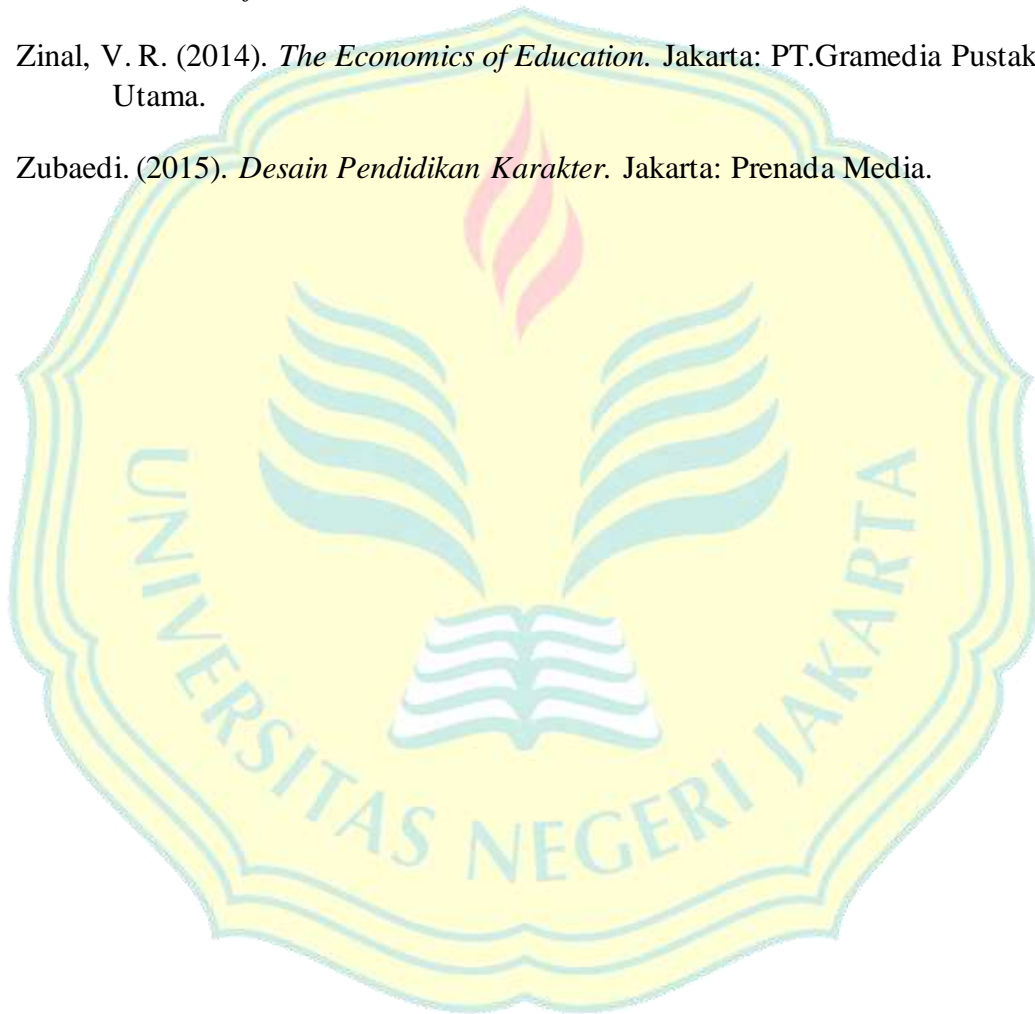 Zinal, V. R. (2014). The Economics of Education. Jakarta: PT.Gramedia Pustak
Utama.
Zubaedi. (2015). Desain Pendidikan Karakter. Jakarta: Prenada Media.
UNIVERSITAS NEGERI JAKARTA